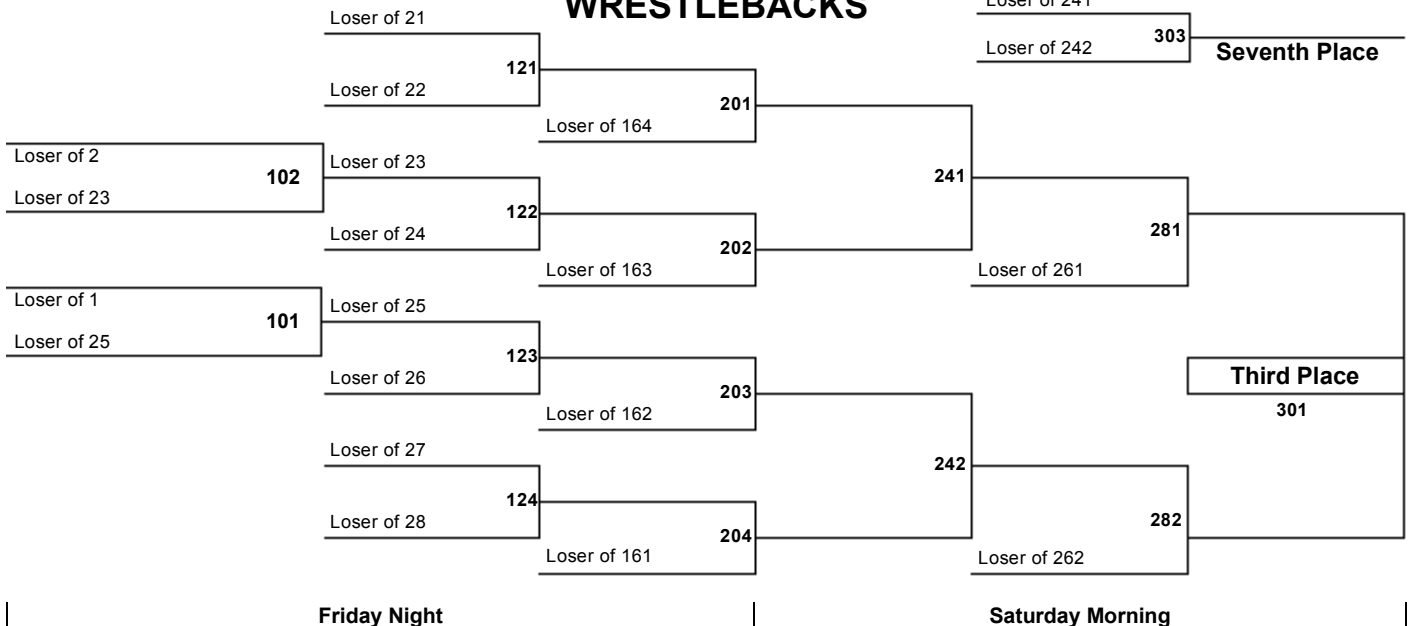 WRESTLEBACKS
Loser of 21
Loser of 241
303
Seventh Place
Loser of 242
121
Loser of 22
201
Loser of 164
Loser of 2
102
Loser of 23
Loser of 23
241
122
Loser of 24
202
281
Loser of 163
Loser of 261
Loser of 1
101
Loser of 25
Loser of 25
123
Loser of 26
203
Third Place
301
Loser of 162
Loser of 27
242
124
Loser of 28
204
282
Loser of 161
Loser of 262
Friday Night
Saturday Morning